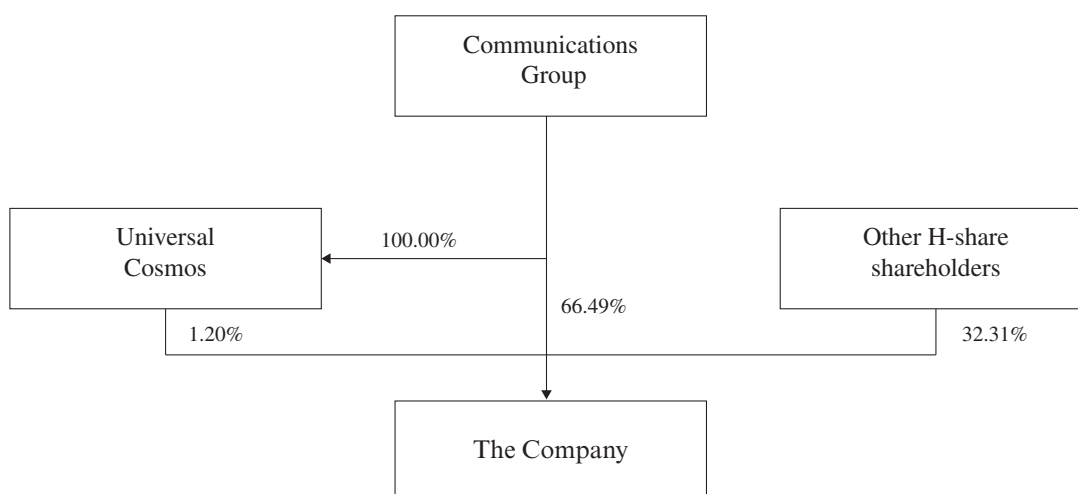 Communications
Group
Universal
Cosmos
100.00%
Other H-share
shareholders
66.49%
1.20%
32.31%
The Company